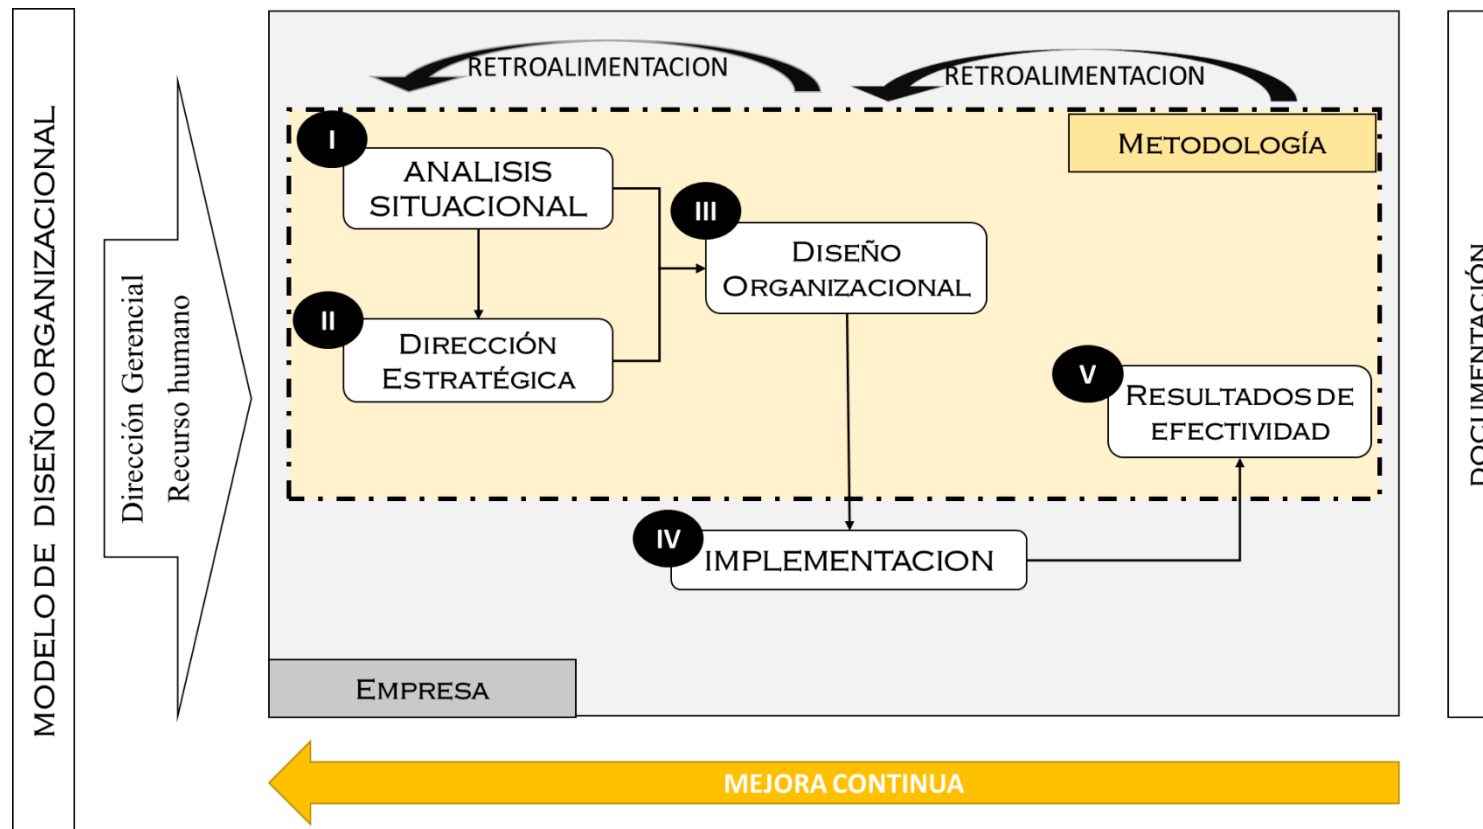 MODELO DE DISEÑO ORGANIZACIONAL
Dirección Gerencial
Recurso humano
RETROALIMENTACION
RETROALIMENTACION
METODOLOGÍA
I
ANALISIS
SITUACIONAL
II
DIRECCIÓN
ESTRATÉGICA
III
DISEÑO
ORGANIZACIONAL
IV
IMPLEMENTACION
V
RESULTADOS DE
EFECTIVIDAD
EMPRESA
MEJORA CONTINUA
DOCUMENTACIÓN